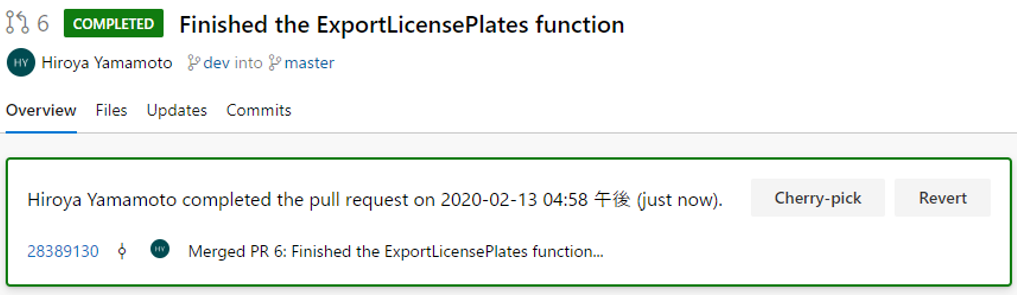 6 COMPLETED Finished the ExportLicensePlates function
HY Hiroya Yamamoto dev into master
Overview Files Updates Commits
Hiroya Yamamoto completed the pull request on 2020-02-13 04:58 午後 (just now). Cherry-pick Revert
28389130 HY Merged PR 6: Finished the ExportLicensePlates function...